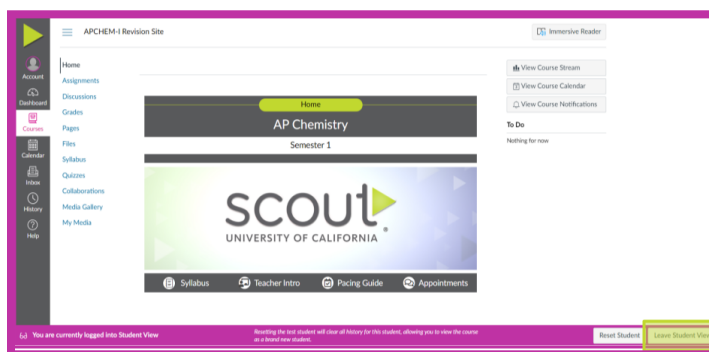 APCHEM-I Revision Site
Immersive Reader
Account
Dashboard
Courses
Calendar
Inbox
History
Help
Home
Assignments
Discussions
Grades
Pages
Files
Syllabus
Quizzes
Collaborations
Media Gallery
My Media
Home
AP Chemistry
Semester 1
scout
UNIVERSITY OF CALIFORNIA
Syllabus
Teacher Intro
Pacing Guide
Appointments
View Course Stream
View Course Calendar
View Course Notifications
To Do
Nothing for now
You are currently logged into Student View
Resetting the test student will clear all history for this student, allowing you to view the course
as a brand new student.
Reset Student
Leave Student View